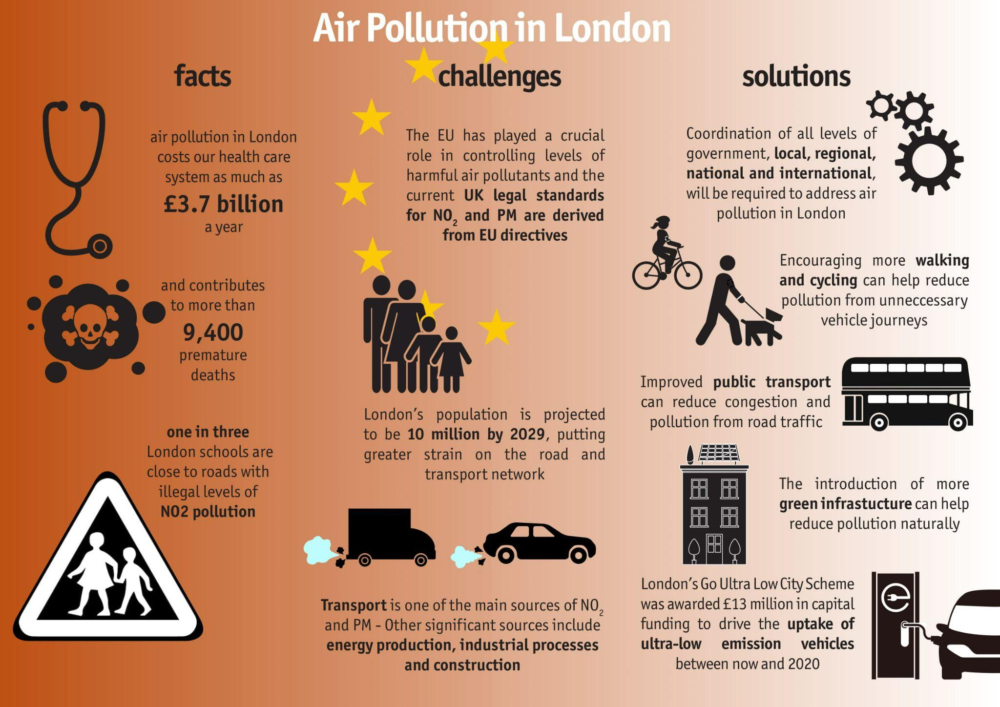 Air Pollution in London
facts
air pollution in London
costs our health care
system as much as
£3.7 billion
a year
and contributes
to more than
9,400
premature
deaths
one in three
London schools are
close to roads with
illegal levels of
NO2 pollution
challenges
The EU has played a crucial
role in controlling levels of
harmful air pollutants and the
current UK legal standards
for NO₂ and PM are derived
from EU directives
London's population is projected
to be 10 million by 2029, putting
greater strain on the road and
transport network
Transport is one of the main sources of NO₂
and PM - Other significant sources include
energy production, industrial processes
and construction
solutions
Coordination of all levels of
government, local, regional,
national and international,
will be required to address air
pollution in London
Encouraging more walking
and cycling can help reduce
pollution from unneccessary
vehicle journeys
Improved public transport
can reduce congestion and
pollution from road traffic
The introduction of more
green infrastucture can help
reduce pollution naturally
London's Go Ultra Low City Scheme
was awarded £13 million in capital
funding to drive the uptake of
ultra-low emission vehicles
between now and 2020